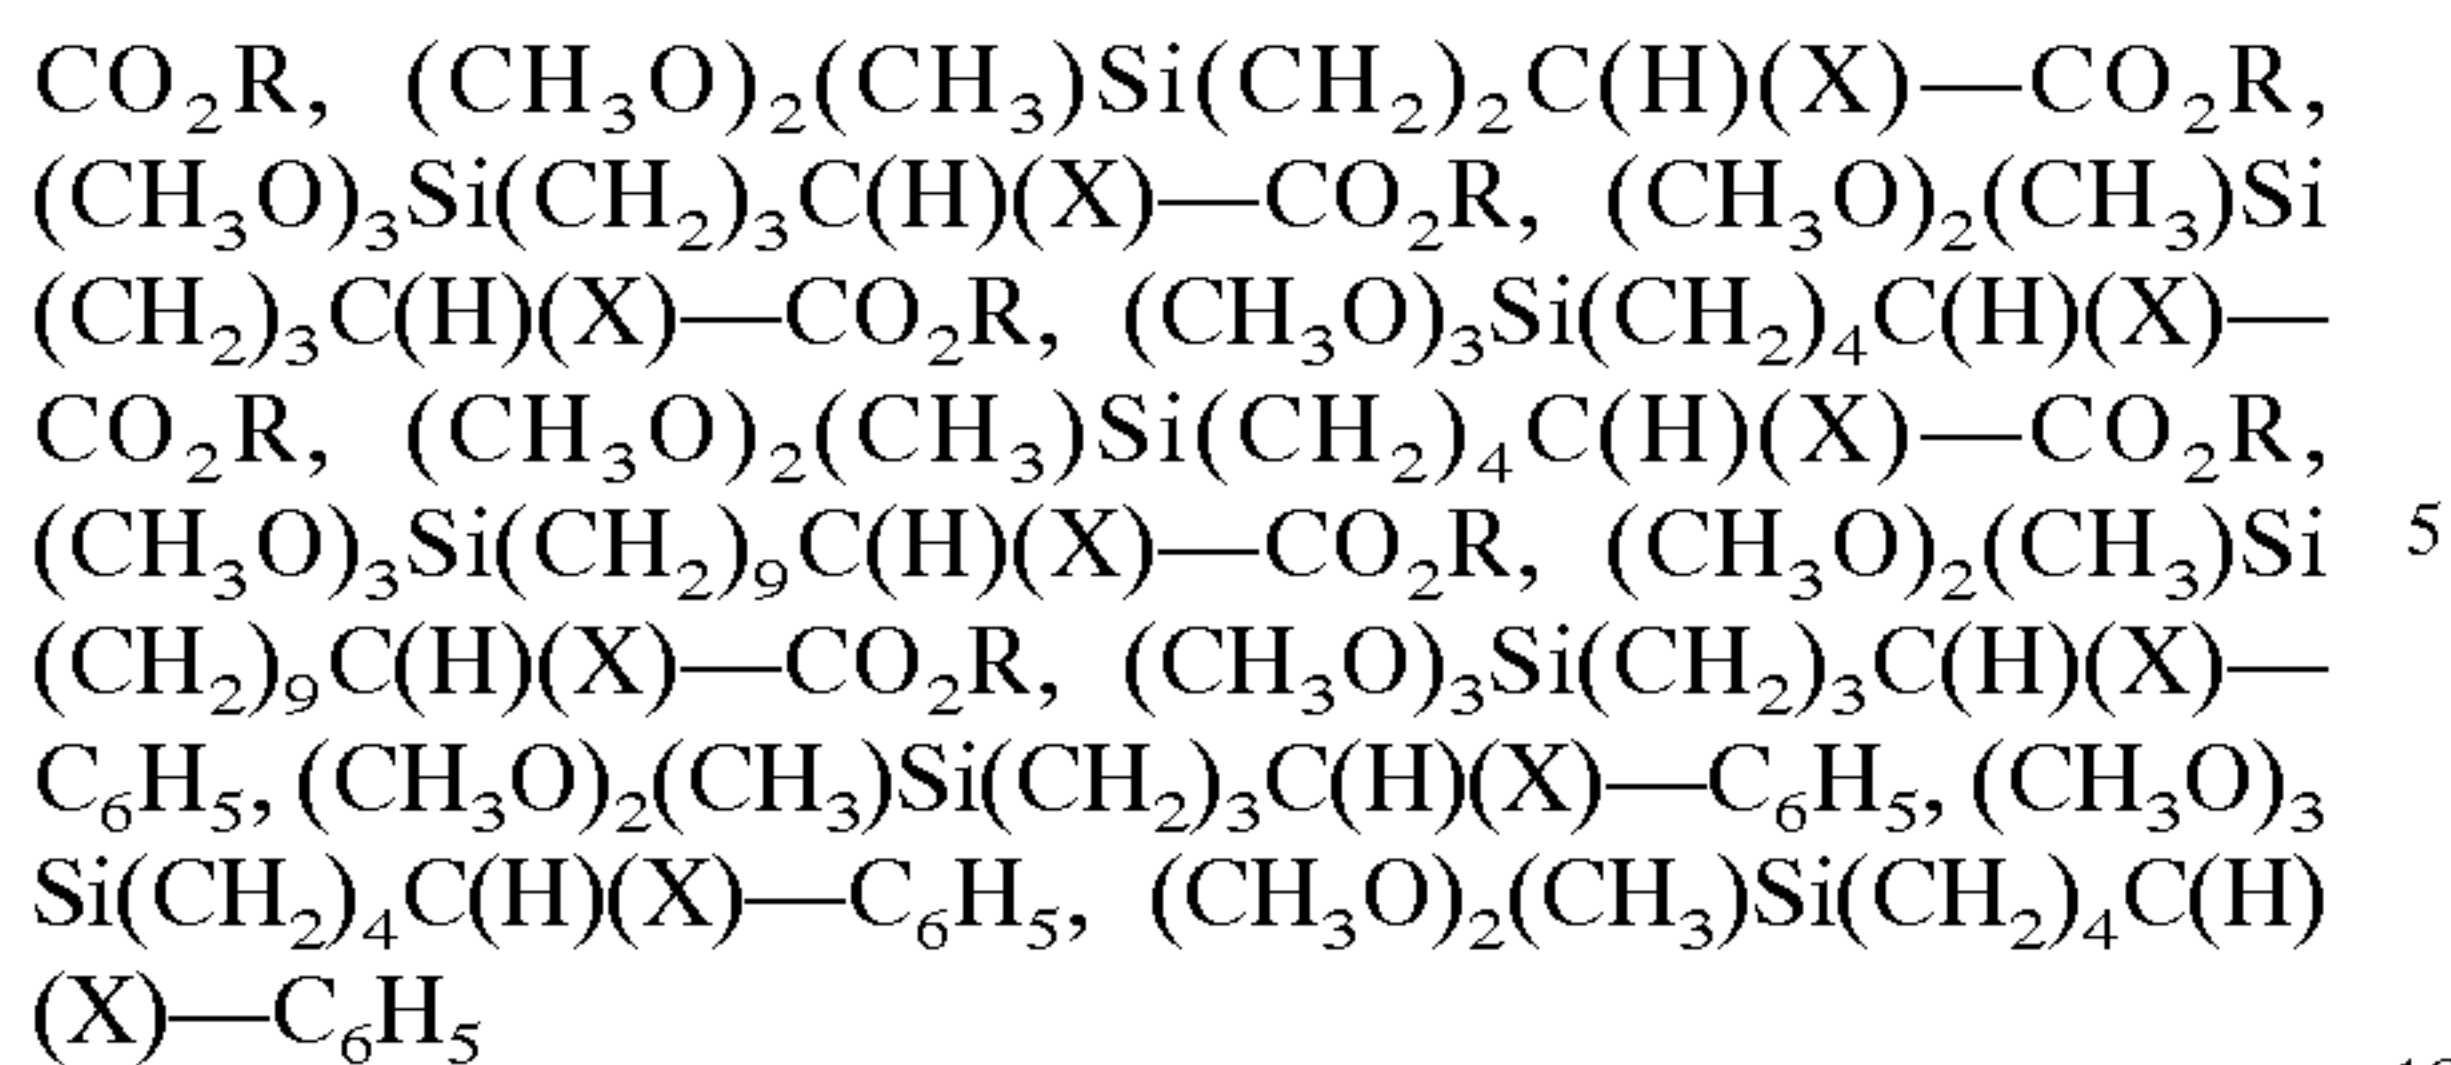 CO₂R, (CH₃O)₂(CH₃)Si(CH₂)₂C(H)(X)—CO₂R,
(CH₃O)₃Si(CH₂)₃C(H)(X)—CO₂R, (CH₃O)₂(CH₃)Si
(CH₂)₃C(H)(X)—CO₂R, (CH₃O)₃Si(CH₂)₄C(H)(X)—
CO₂R, (CH₃O)₂(CH₃)Si(CH₂)₄C(H)(X)—CO₂R,
(CH₃O)₃Si(CH₂)₉C(H)(X)—CO₂R, (CH₃O)₂(CH₃)Si 5
(CH₂)₉C(H)(X)—CO₂R, (CH₃O)₃Si(CH₂)₃C(H)(X)—
C₆H₅, (CH₃O)₂(CH₃)Si(CH₂)₃C(H)(X)—C₆H₅, (CH₃O)₃
Si(CH₂)₄C(H)(X)—C₆H₅, (CH₃O)₂(CH₃)Si(CH₂)₄C(H)
(X)—C₆H₅